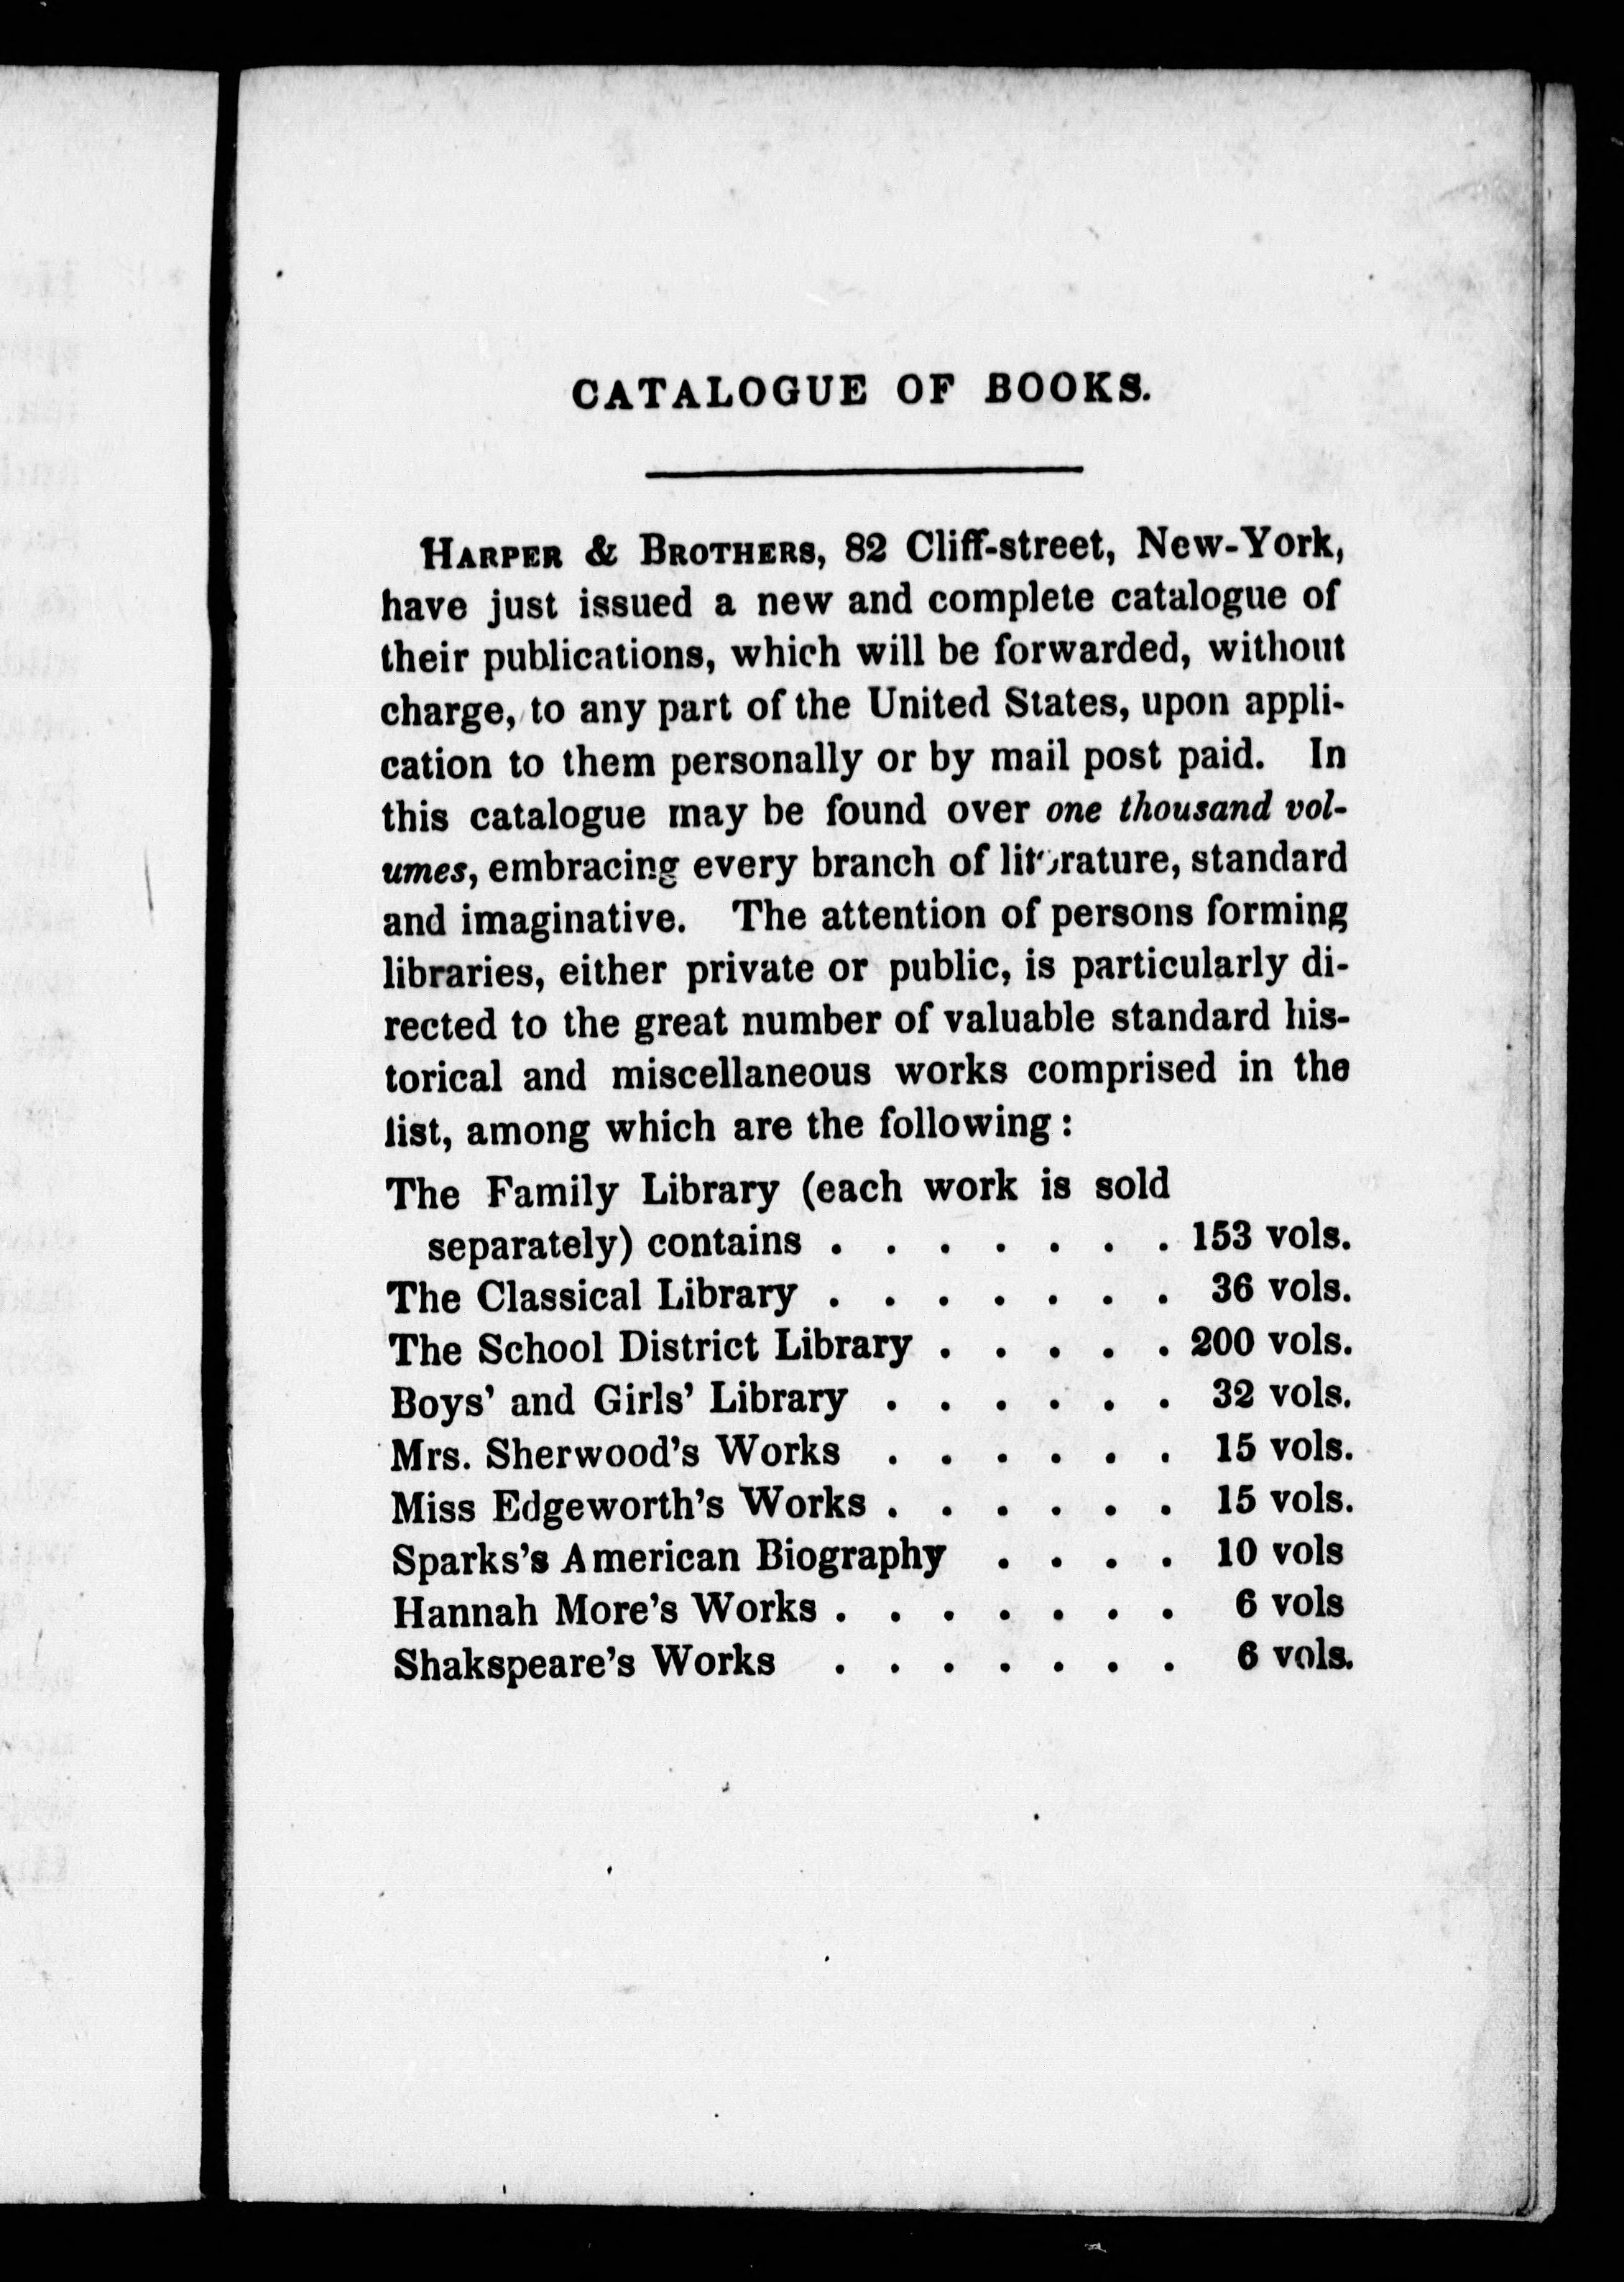 CATALOGUE OF BOOKS.
HARPER & BROTHERS, 82 Cliff-street, New-York,
have just issued a new and complete catalogue of
their publications, which will be forwarded, without
charge, to any part of the United States, upon appli-
cation to them personally or by mail post paid. In
this catalogue may be found over one thousand vol-
umes, embracing every branch of literature, standard
and imaginative. The attention of persons forming
libraries, either private or public, is particularly di-
rected to the great number of valuable standard his-
torical and miscellaneous works comprised in the
list, among which are the following:
The Family Library (each work is sold
separately) contains . . . . . . . 153 vols.
The Classical Library . . . . . . . 36 vols.
The School District Library . . . . . 200 vols.
Boys' and Girls' Library . . . . . . 32 vols.
Mrs. Sherwood's Works . . . . . . 15 vols.
Miss Edgeworth's Works . . . . . . 15 vols.
Sparks's American Biography . . . . 10 vols
Hannah More's Works . . . . . . . 6 vols
Shakspeare's Works . . . . . . . 6 vols.